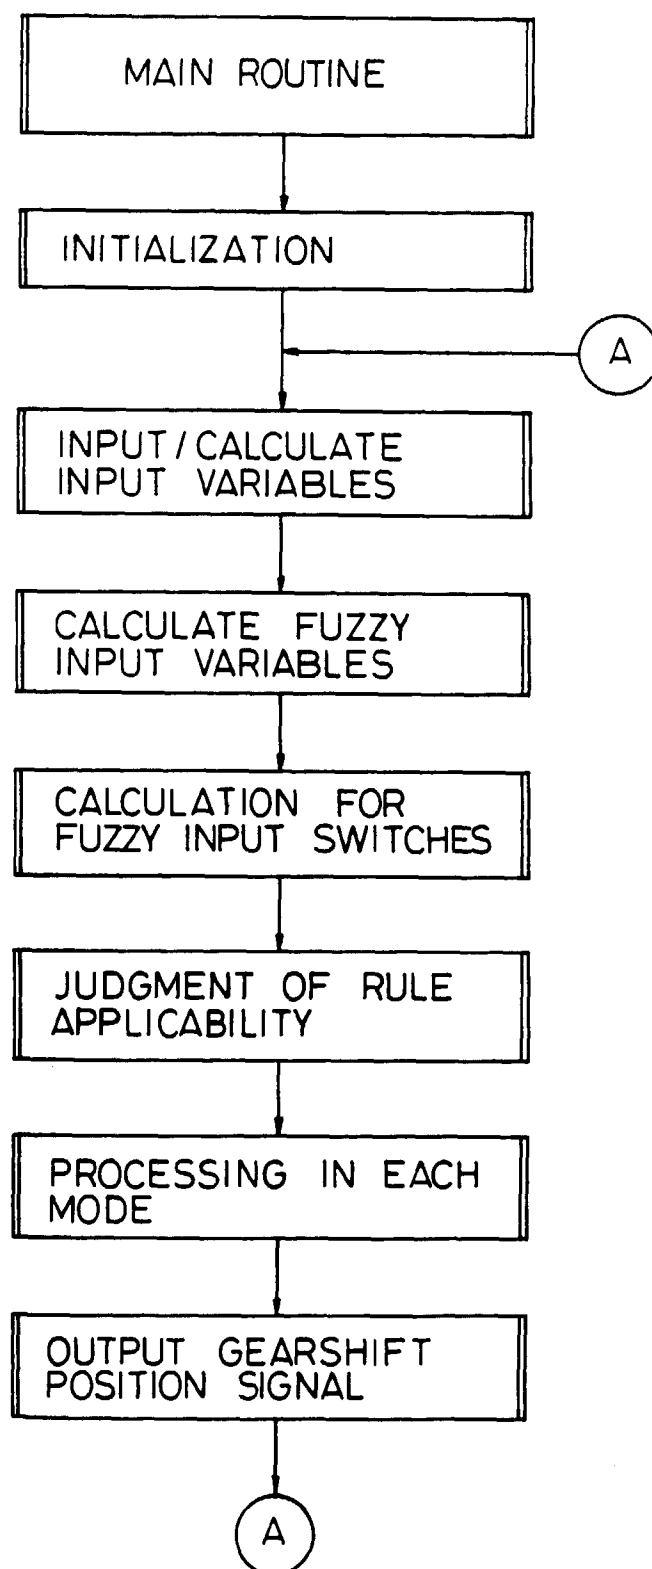 MAIN ROUTINE
INITIALIZATION
A
INPUT/CALCULATE
INPUT VARIABLES
CALCULATE FUZZY
INPUT VARIABLES
CALCULATION FOR
FUZZY INPUT SWITCHES
JUDGMENT OF RULE
APPLICABILITY
PROCESSING IN EACH
MODE
OUTPUT GEARSHIFT
POSITION SIGNAL
A